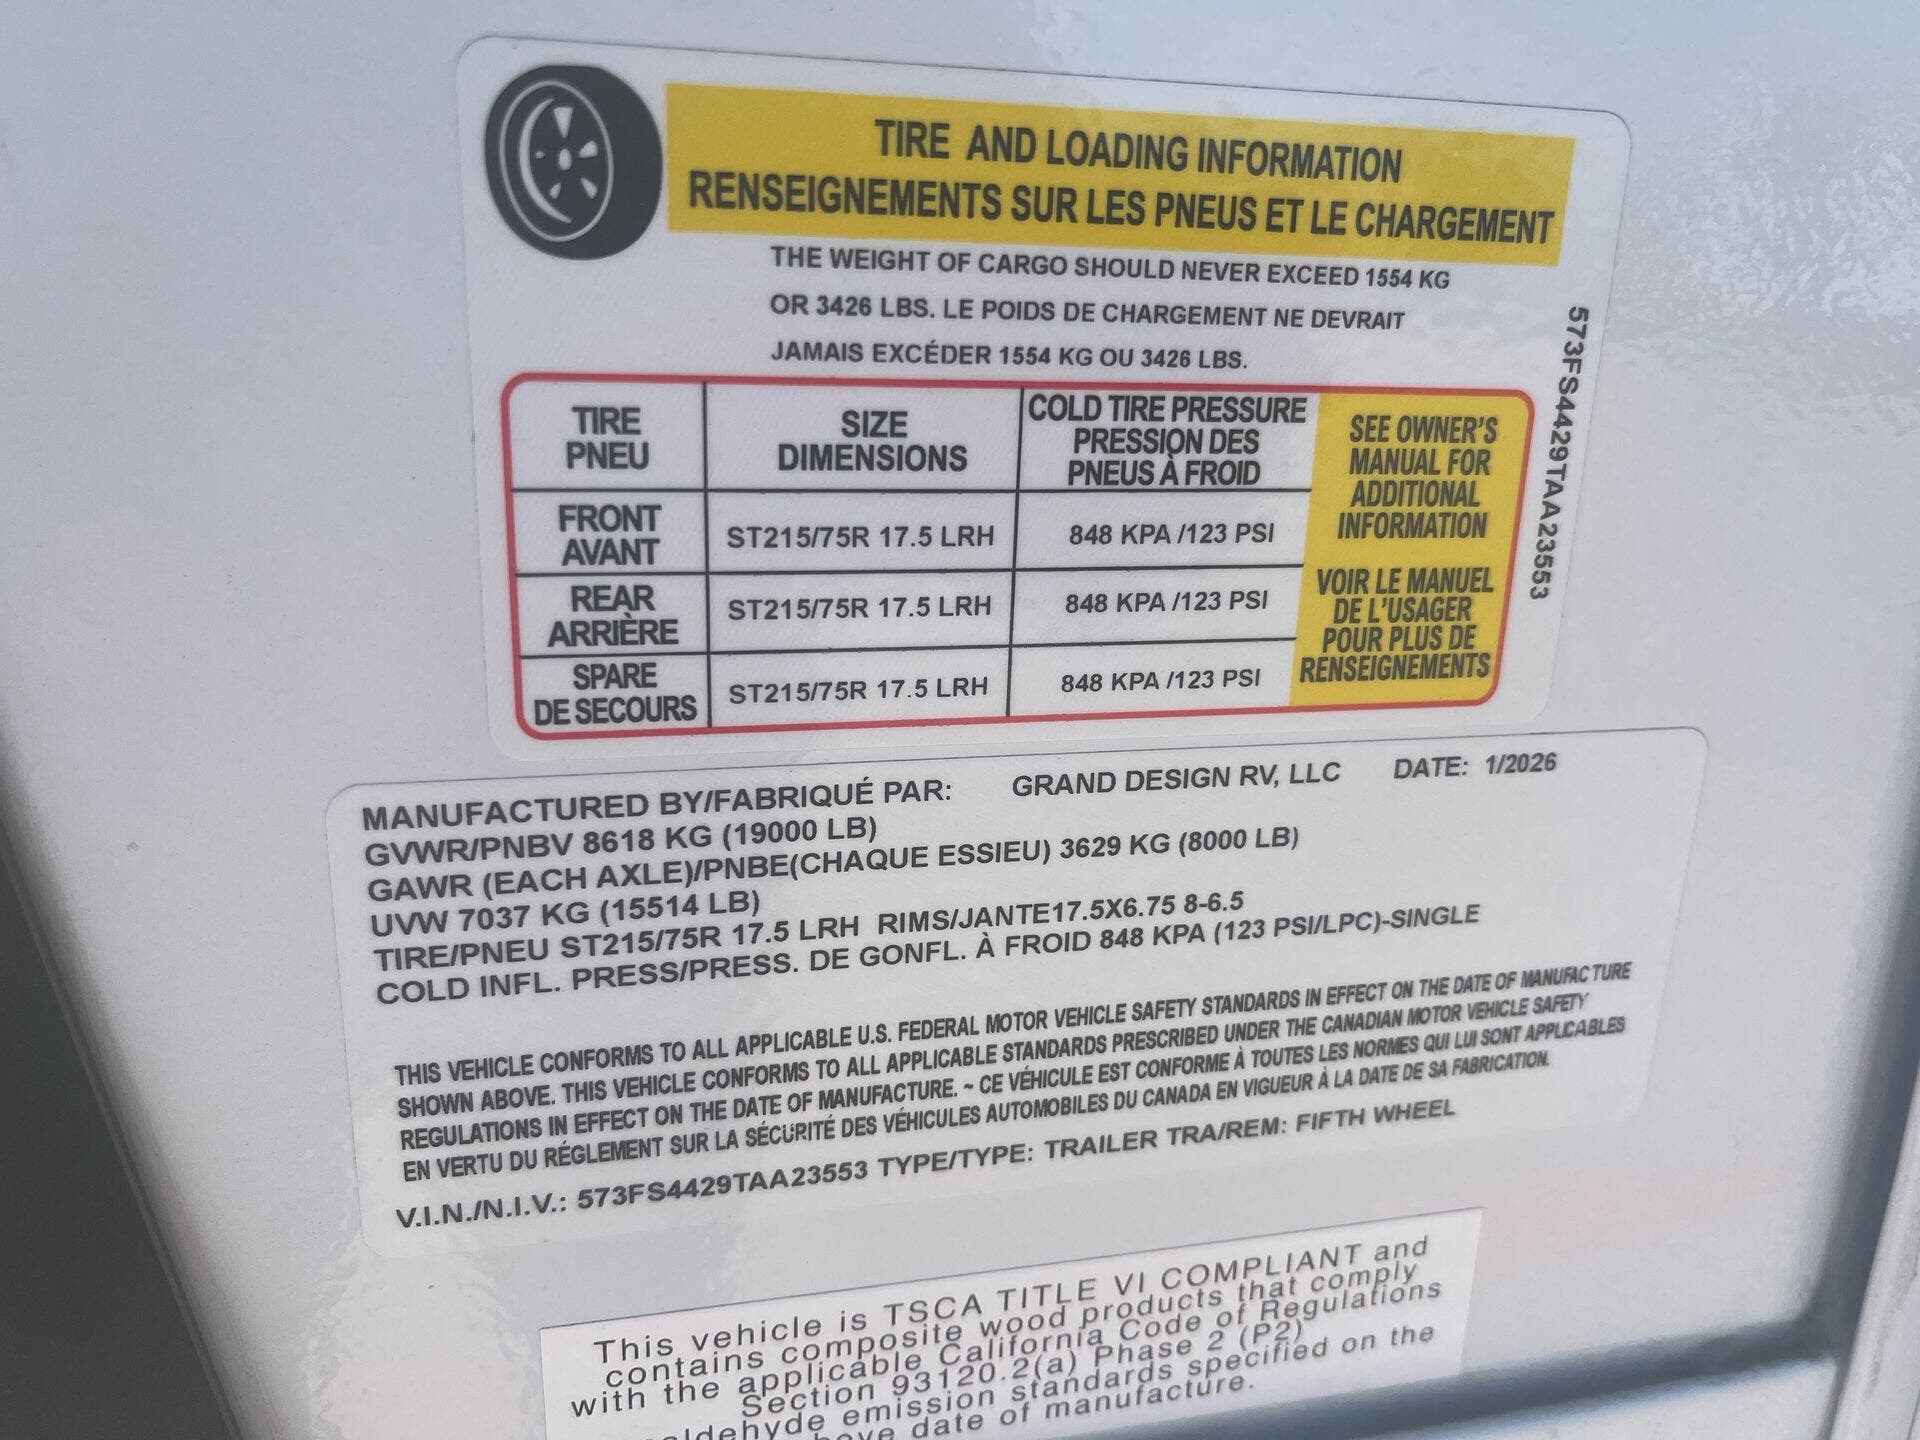 TIRE AND LOADING INFORMATION
RENSEIGNEMENTS SUR LES PNEUS ET LE CHARGEMENT
THE WEIGHT OF CARGO SHOULD NEVER EXCEED 1554 KG
OR 3426 LBS. LE POIDS DE CHARGEMENT NE DEVRAIT
JAMAIS EXCÉDER 1554 KG OU 3426 LBS.
TIRE
PNEU
SIZE
DIMENSIONS
COLD TIRE PRESSURE
PRESSION DES
PNEUS À FROID
FRONT
AVANT
ST215/75R 17.5 LRH
848 KPA /123 PSI
REAR
ARRIÈRE
ST215/75R 17.5 LRH
848 KPA /123 PSI
SPARE
DE SECOURS
ST215/75R 17.5 LRH
848 KPA /123 PSI
SEE OWNER'S
MANUAL FOR
ADDITIONAL
INFORMATION
VOIR LE MANUEL
DE L'USAGER
POUR PLUS DE
RENSEIGNEMENTS
573FS4429TAA23553
MANUFACTURED BY/FABRIQUÉ PAR: GRAND DESIGN RV, LLC DATE: 1/2026
GVWR/PNBV 8618 KG (19000 LB)
GAWR (EACH AXLE)/PNBE(CHAQUE ESSIEU) 3629 KG (8000 LB)
UVW 7037 KG (15514 LB)
TIRE/PNEU ST215/75R 17.5 LRH RIMS/JANTE17.5X6.75 8-6.5
COLD INFL. PRESS/PRESS. DE GONFL. À FROID 848 KPA (123 PSI/LPC)-SINGLE
THIS VEHICLE CONFORMS TO ALL APPLICABLE U.S. FEDERAL MOTOR VEHICLE SAFETY STANDARDS IN EFFECT ON THE DATE OF MANUFACTURE
SHOWN ABOVE. THIS VEHICLE CONFORMS TO ALL APPLICABLE STANDARDS PRESCRIBED UNDER THE CANADIAN MOTOR VEHICLE SAFETY
REGULATIONS IN EFFECT ON THE DATE OF MANUFACTURE. ~ CE VÉHICULE EST CONFORME À TOUTES LES NORMES QUI LUI SONT APPLICABLES
EN VERTU DU RÉGLEMENT SUR LA SÉCURITÉ DES VÉHICULES AUTOMOBILES DU CANADA EN VIGUEUR À LA DATE DE SA FABRICATION.
V.I.N./N.I.V.: 573FS4429TAA23553 TYPE/TYPE: TRAILER TRA/REM: FIFTH WHEEL
This vehicle is TSCA TITLE VI COMPLIANT and
contains composite wood products that comply
with the applicable California Code of Regulations
Section 93120.2(a) Phase 2 (P2)
emission standards specified on the
date of manufacture.